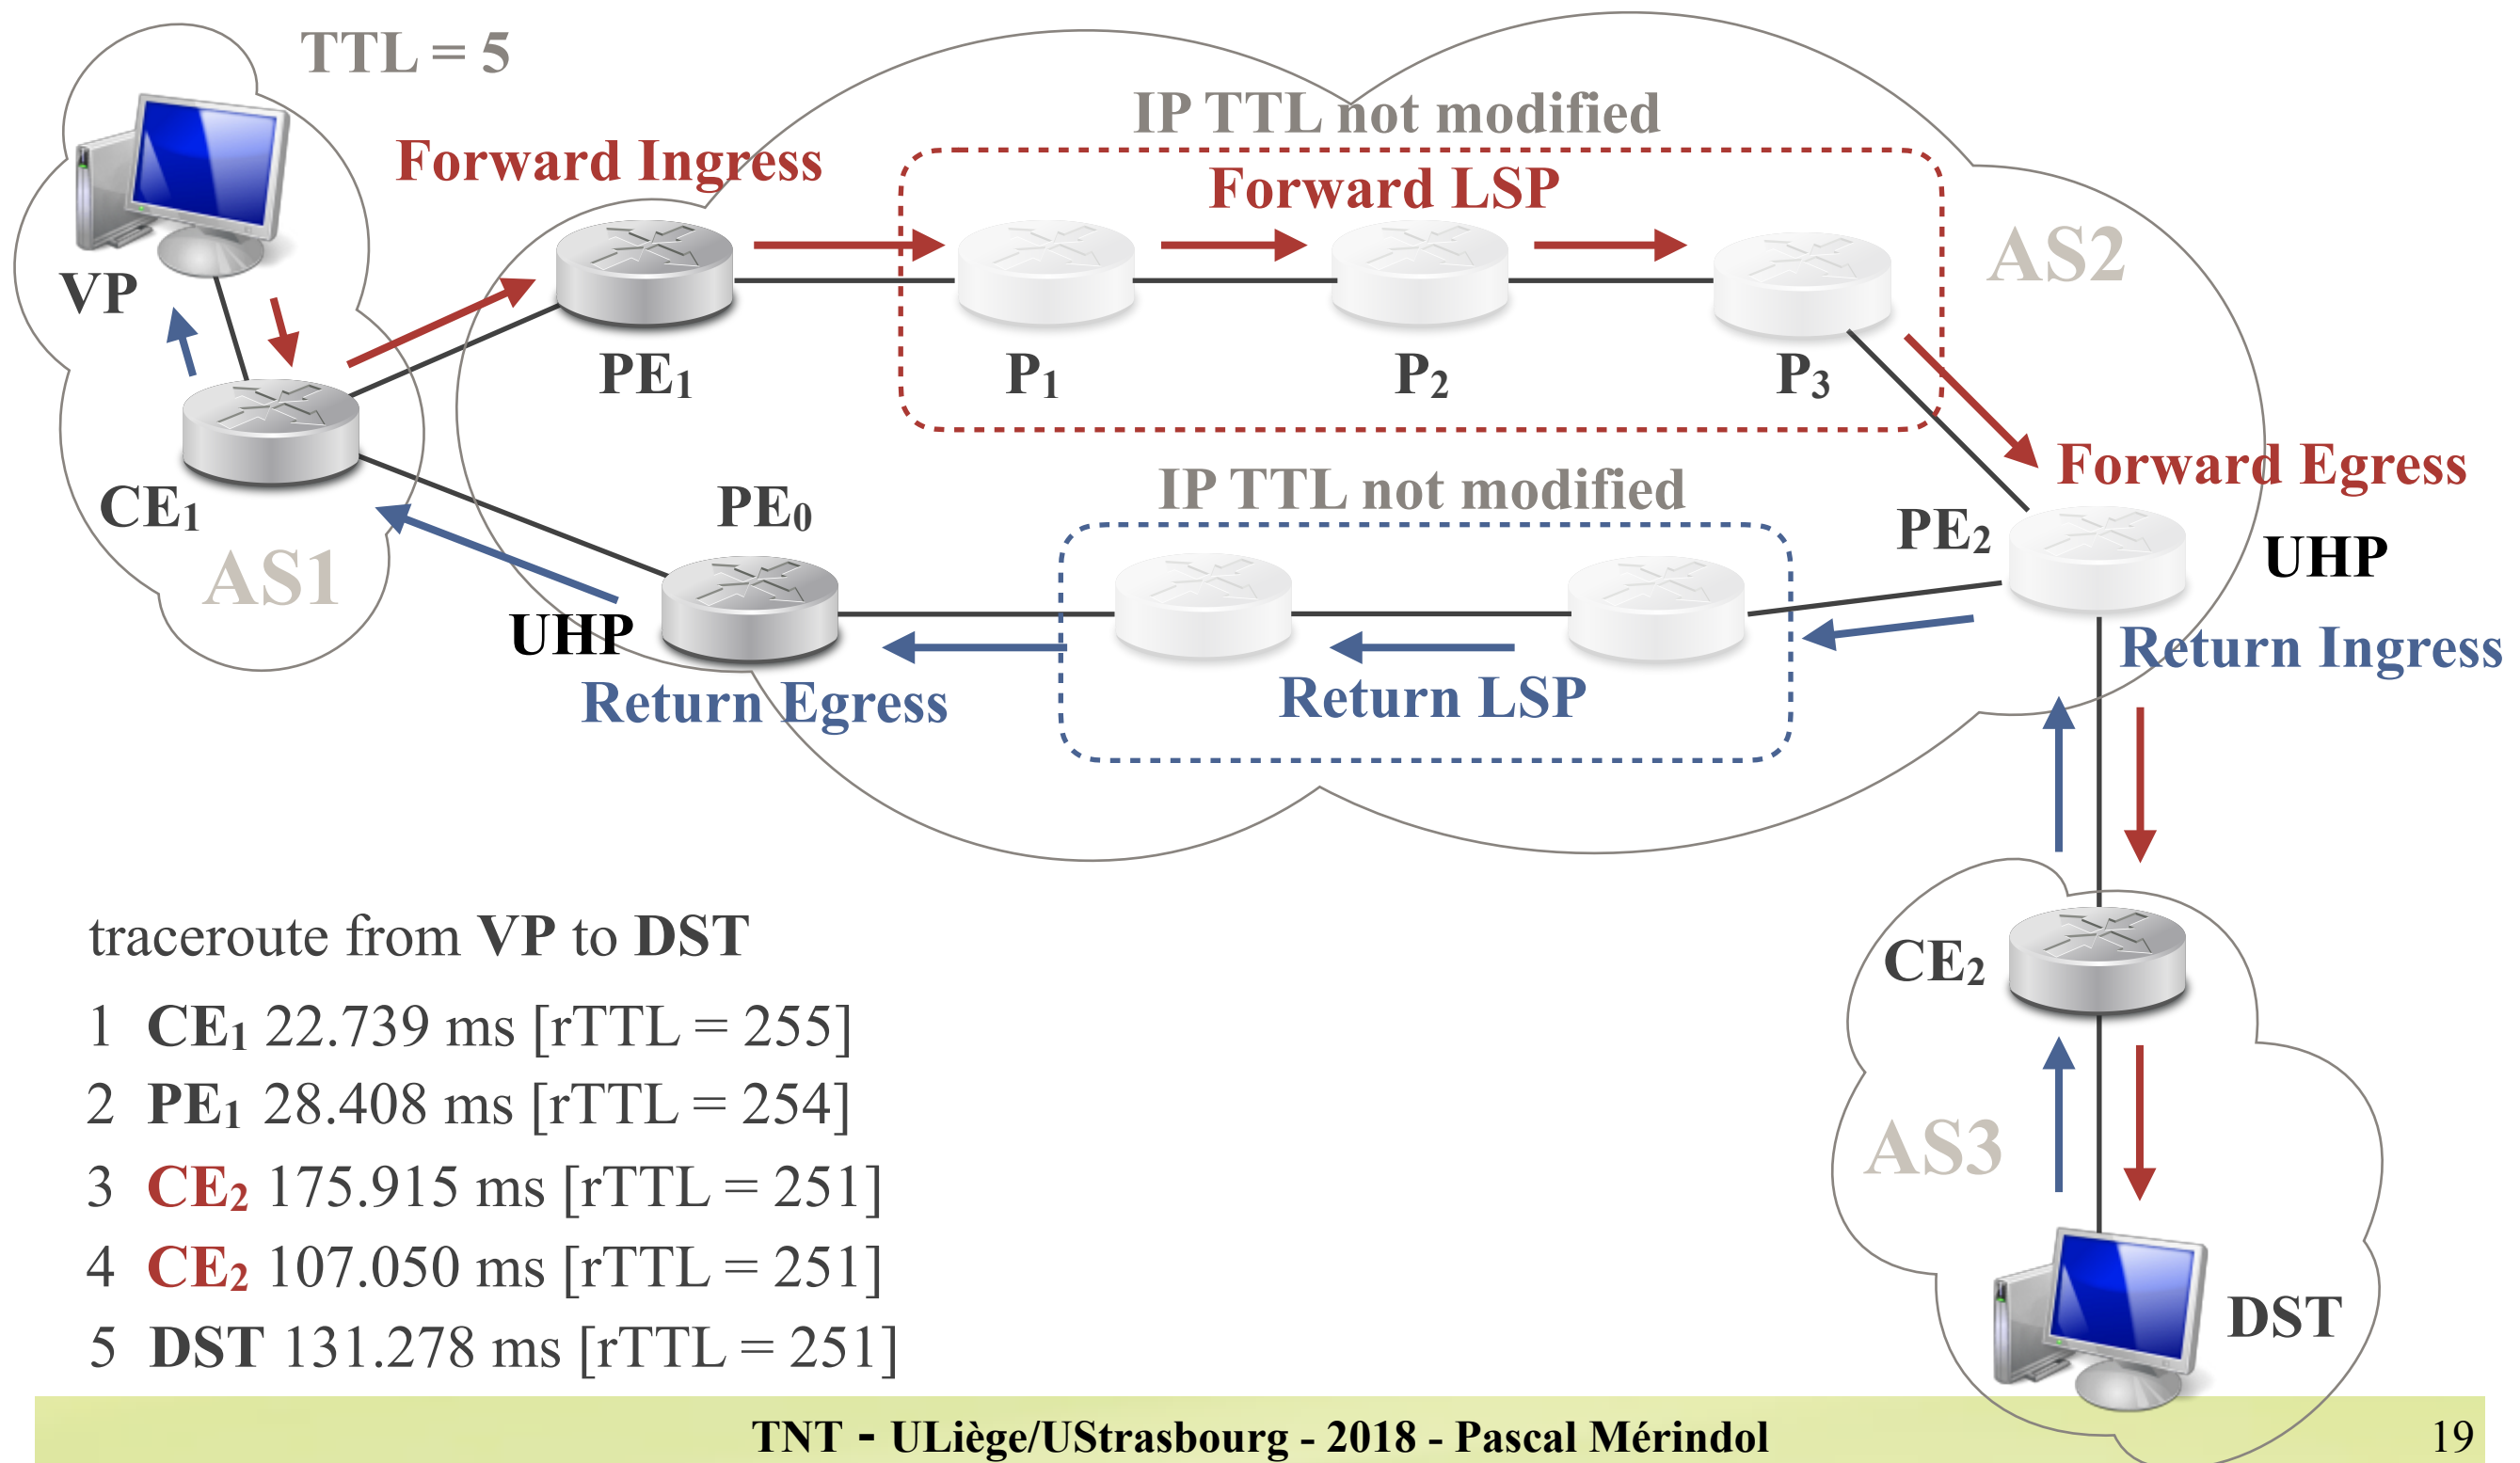 TTL = 5
IP TTL not modified
Forward Ingress
Forward LSP
AS2
VP
PE₁
P₁
P₂
P₃
IP TTL not modified
Forward Egress
CE₁
PE₀
PE₂
UHP
AS1
UHP
Return Ingress
Return Egress
Return LSP
traceroute from VP to DST
CE₂
1 CE₁ 22.739 ms [rTTL = 255]
2 PE₁ 28.408 ms [rTTL = 254]
AS3
3 CE₂ 175.915 ms [rTTL = 251]
4 CE₂ 107.050 ms [rTTL = 251]
DST
5 DST 131.278 ms [rTTL = 251]
TNT - ULiège/UStrasbourg - 2018 - Pascal Mérindol
19